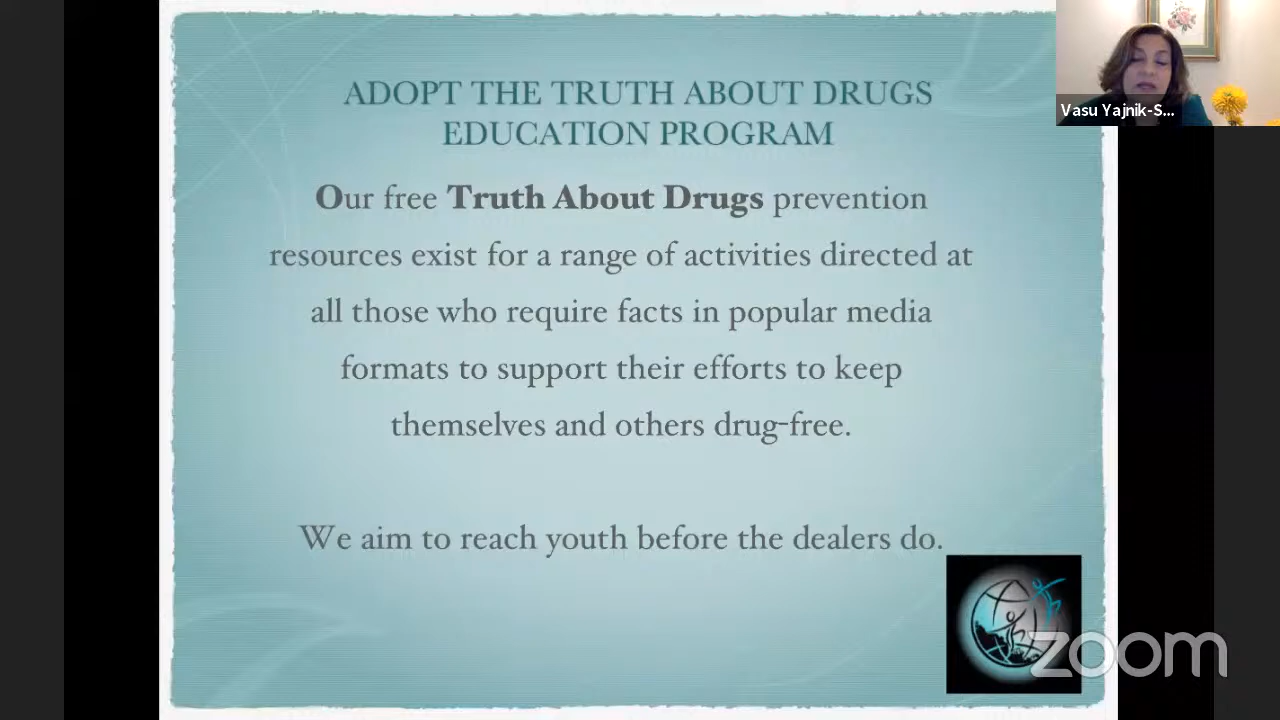 ADOPT THE TRUTH ABOUT DRUGS
EDUCATION PROGRAM
Our free Truth About Drugs prevention
resources exist for a range of activities directed at
all those who require facts in popular media
formats to support their efforts to keep
themselves and others drug-free.
We aim to reach youth before the dealers do.
Vasu Yajnik-S...
zoom